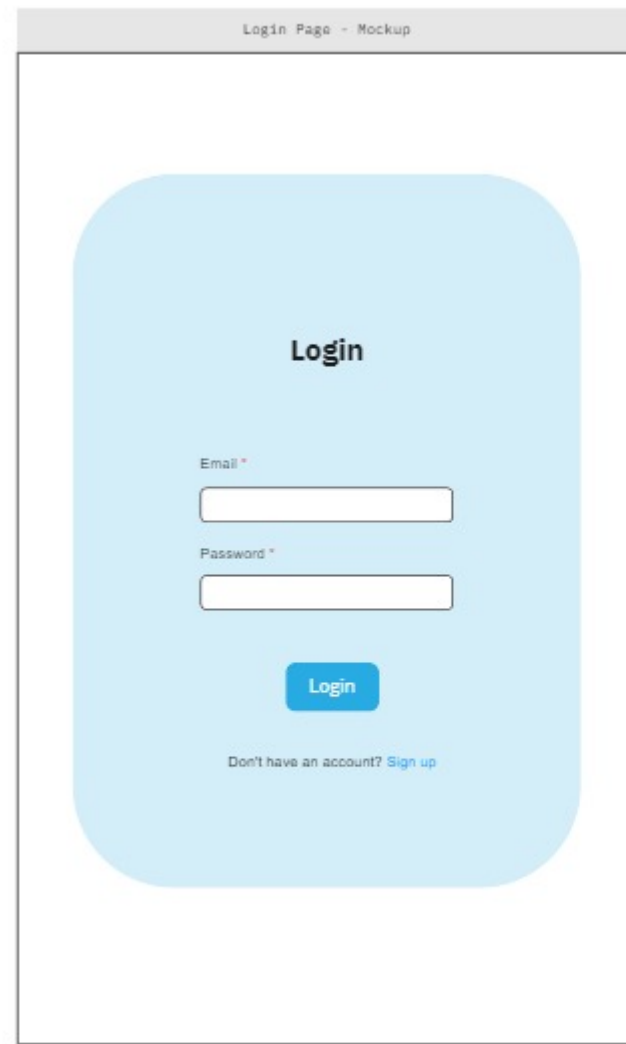 Login Page - Mockup
Login
Email *
Password *
Login
Don't have an account? Sign up